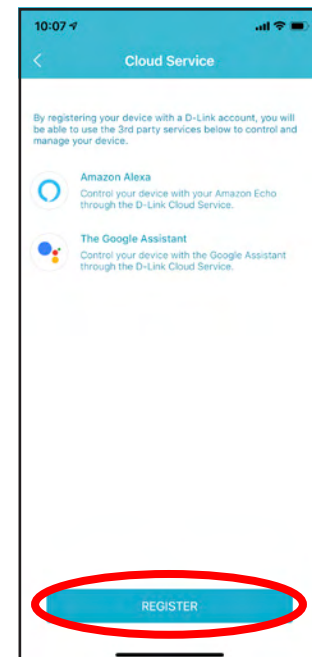 10:07
Cloud Service
By registering your device with a D-Link account, you will
be able to use the 3rd party services below to control and
manage your device.
Amazon Alexa
Control your device with your Amazon Echo
through the D-Link Cloud Service.
The Google Assistant
Control your device with the Google Assistant
through the D-Link Cloud Service.
REGISTER